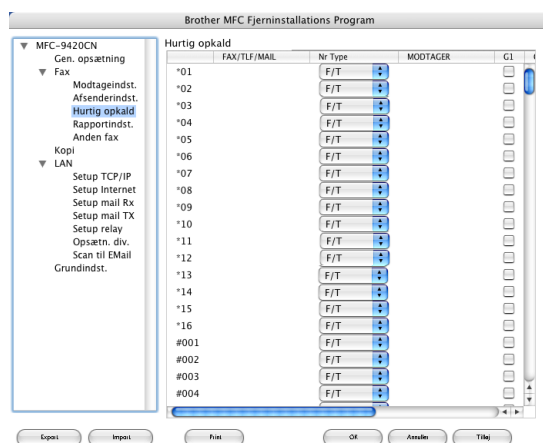 Brother MFC Fjerninstallations Program
MFC-9420CN
Gen. opsætning
Fax
Modtageindst.
Afsenderindst.
Hurtig opkald
Rapportindst.
Anden fax
Kopi
LAN
Setup TCP/IP
Setup Internet
Setup mail Rx
Setup mail TX
Setup relay
Opsætn. div.
Scan til EMail
Grundindst.
Hurtig opkald
FAX/TLF/MAIL Nr Type MODTAGER G1
*01 F/T
*02 F/T
*03 F/T
*04 F/T
*05 F/T
*06 F/T
*07 F/T
*08 F/T
*09 F/T
*10 F/T
*11 F/T
*12 F/T
*13 F/T
*14 F/T
*15 F/T
*16 F/T
#001 F/T
#002 F/T
#003 F/T
#004 F/T
Export Import Print OK Annuller Tilføj